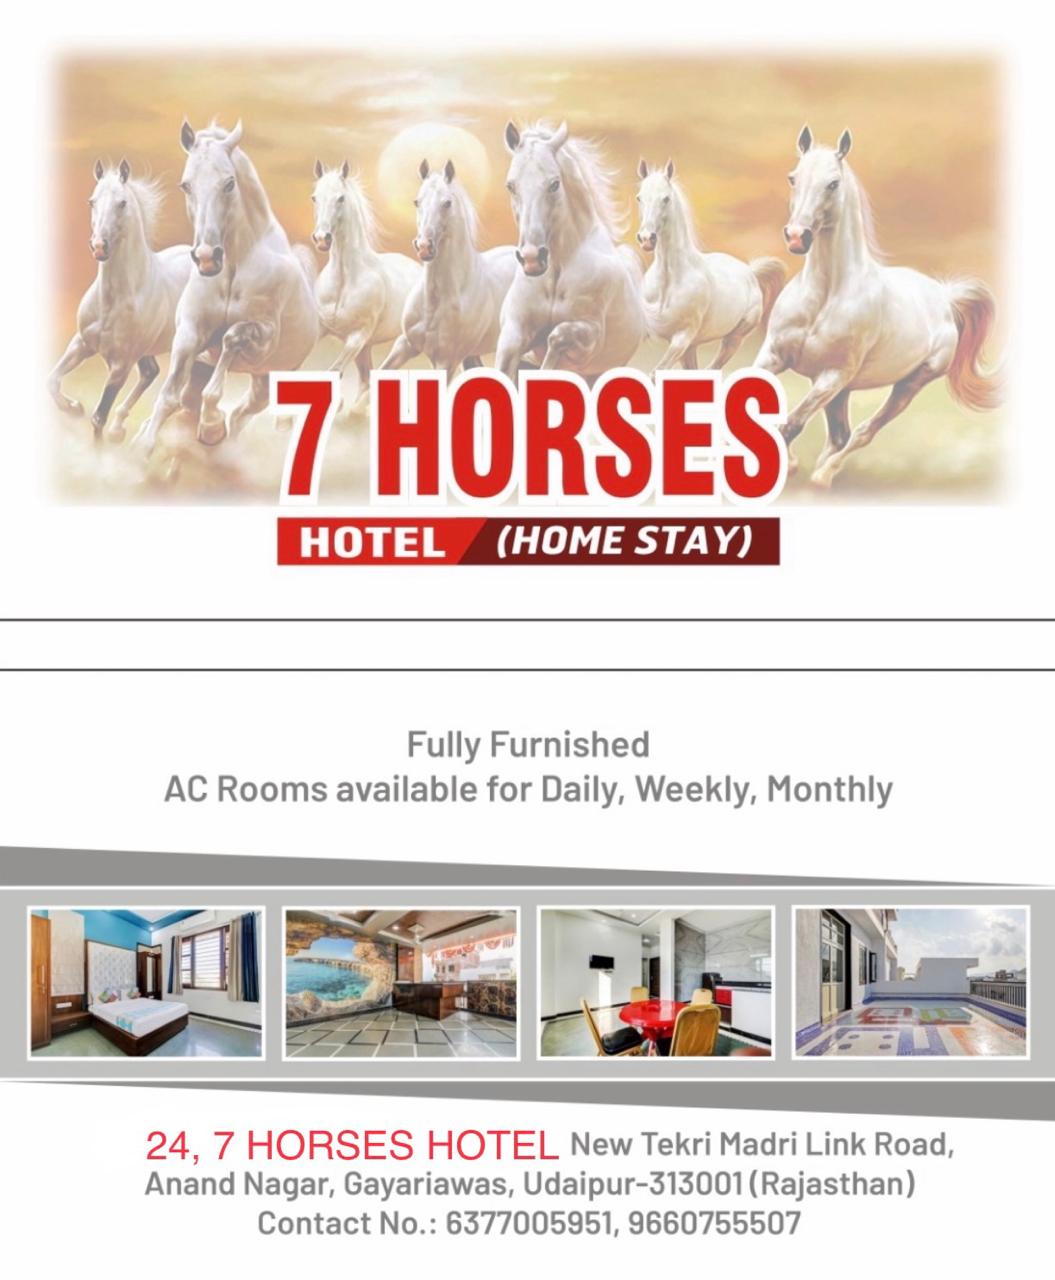 7 HORSES
HOTEL (HOME STAY)
Fully Furnished
AC Rooms available for Daily, Weekly, Monthly
24, 7 HORSES HOTEL New Tekri Madri Link Road,
Anand Nagar, Gayariawas, Udaipur-313001 (Rajasthan)
Contact No.: 6377005951, 9660755507